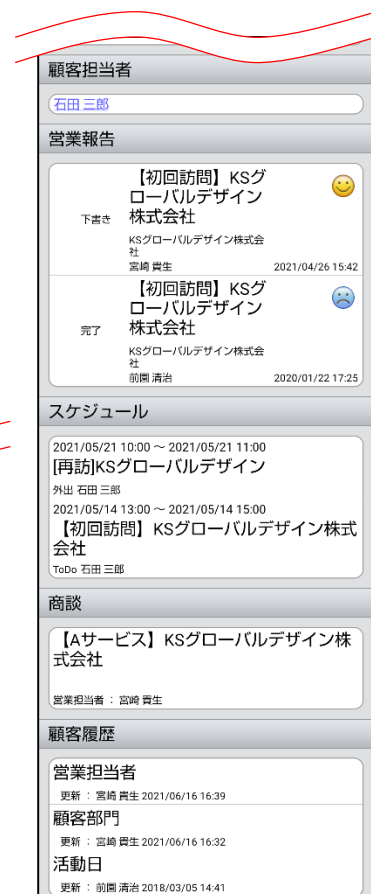 顧客担当者
石田 三郎
営業報告
【初回訪問】KSグ
ローバルデザイン
株式会社
下書き
KSグローバルデザイン株式会
社
宮崎 貴生 2021/04/26 15:42
【初回訪問】KSグ
ローバルデザイン
株式会社
完了
KSグローバルデザイン株式会
社
前園 清治 2020/01/22 17:25
スケジュール
2021/05/21 10:00 ～ 2021/05/21 11:00
[再訪]KSグローバルデザイン
外出 石田 三郎
2021/05/14 13:00 ～ 2021/05/14 15:00
【初回訪問】KSグローバルデザイン株式
会社
ToDo 石田 三郎
商談
【Aサービス】KSグローバルデザイン株
式会社
営業担当者 ： 宮崎 貴生
顧客履歴
営業担当者
更新 ： 宮崎 貴生 2021/06/16 16:39
顧客部門
更新 ： 宮崎 貴生 2021/06/16 16:32
活動日
更新 ： 前園 清治 2018/03/05 14:41